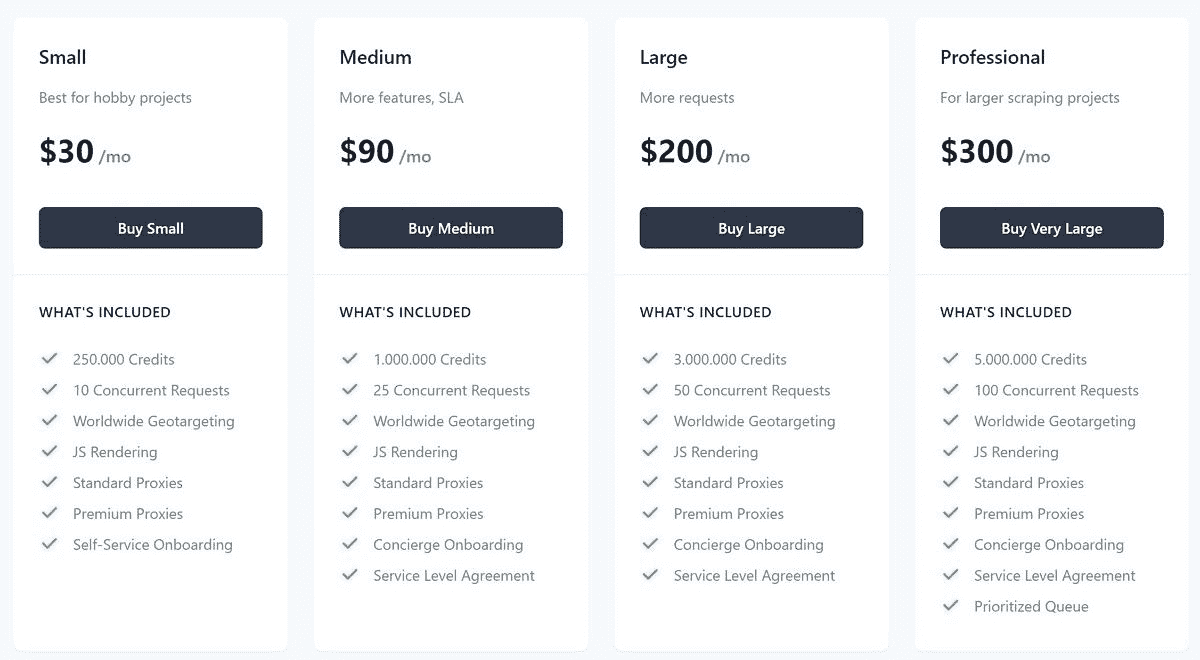 Small
Best for hobby projects
$30 /mo
Buy Small
WHAT'S INCLUDED
250.000 Credits
10 Concurrent Requests
Worldwide Geotargeting
JS Rendering
Standard Proxies
Premium Proxies
Self-Service Onboarding
Medium
More features, SLA
$90 /mo
Buy Medium
WHAT'S INCLUDED
1.000.000 Credits
25 Concurrent Requests
Worldwide Geotargeting
JS Rendering
Standard Proxies
Premium Proxies
Concierge Onboarding
Service Level Agreement
Large
More requests
$200 /mo
Buy Large
WHAT'S INCLUDED
3.000.000 Credits
50 Concurrent Requests
Worldwide Geotargeting
JS Rendering
Standard Proxies
Premium Proxies
Concierge Onboarding
Service Level Agreement
Professional
For larger scraping projects
$300 /mo
Buy Very Large
WHAT'S INCLUDED
5.000.000 Credits
100 Concurrent Requests
Worldwide Geotargeting
JS Rendering
Standard Proxies
Premium Proxies
Concierge Onboarding
Service Level Agreement
Prioritized Queue